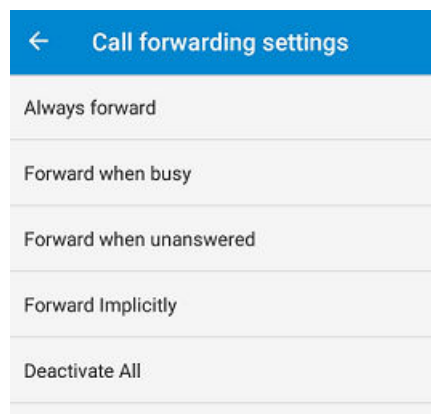 Call forwarding settings
Always forward
Forward when busy
Forward when unanswered
Forward Implicitly
Deactivate All